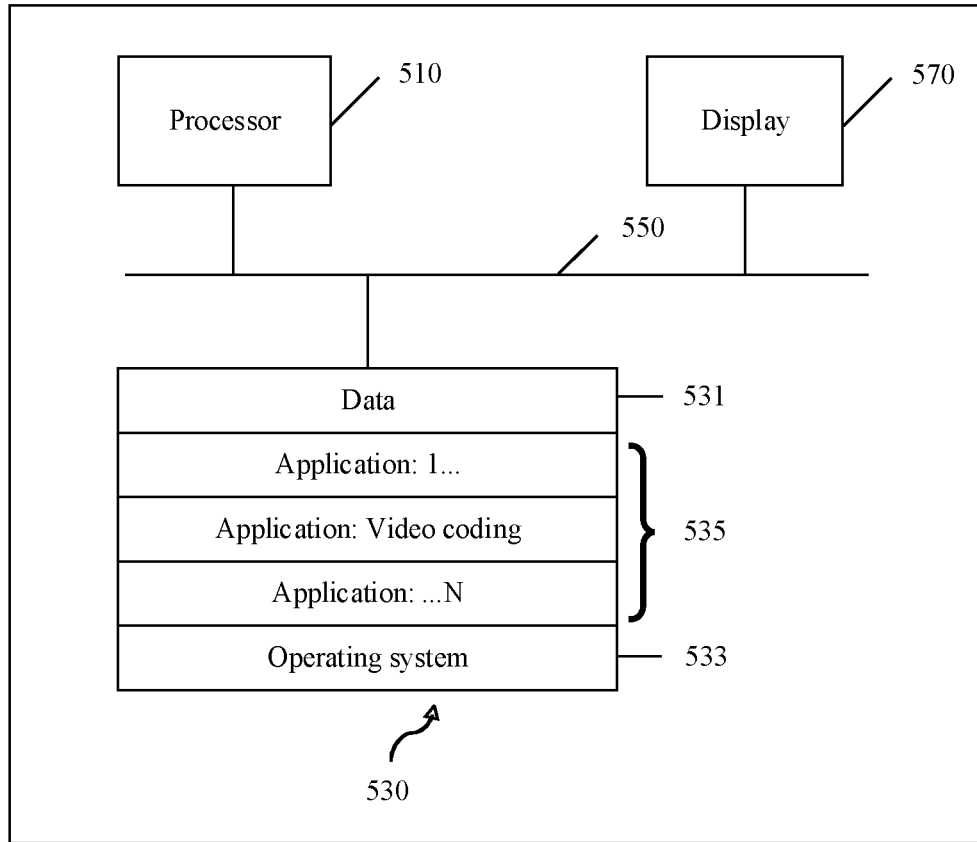 Processor
510
Display
570
550
Data
531
Application: 1...
Application: Video coding
535
Application: ...N
Operating system
533
530